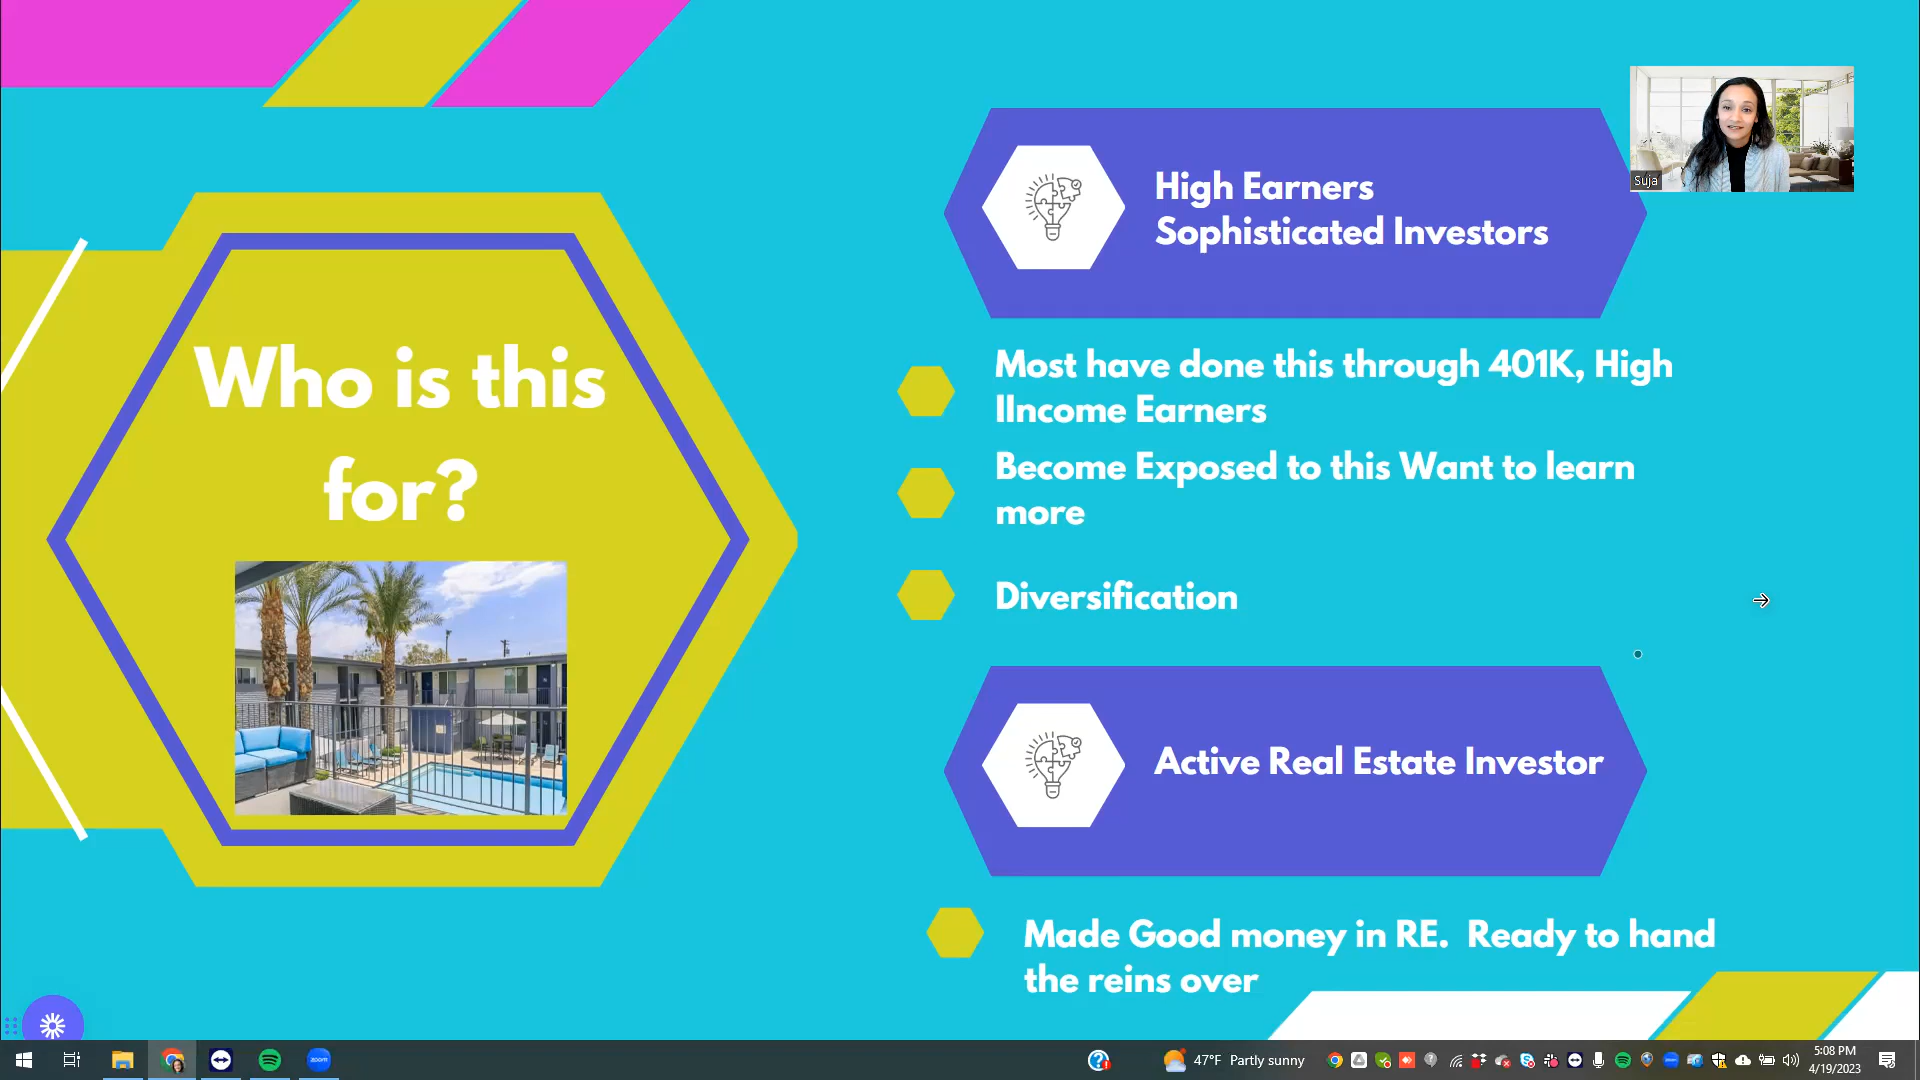 Who is this
for?
High Earners
Sophisticated Investors
Suja
Most have done this through 401K, High
IIncome Earners
Become Exposed to this Want to learn
more
Diversification
Active Real Estate Investor
Made Good money in RE.  Ready to hand
the reins over
zoom
47°F Partly sunny
5:08 PM
4/19/2023